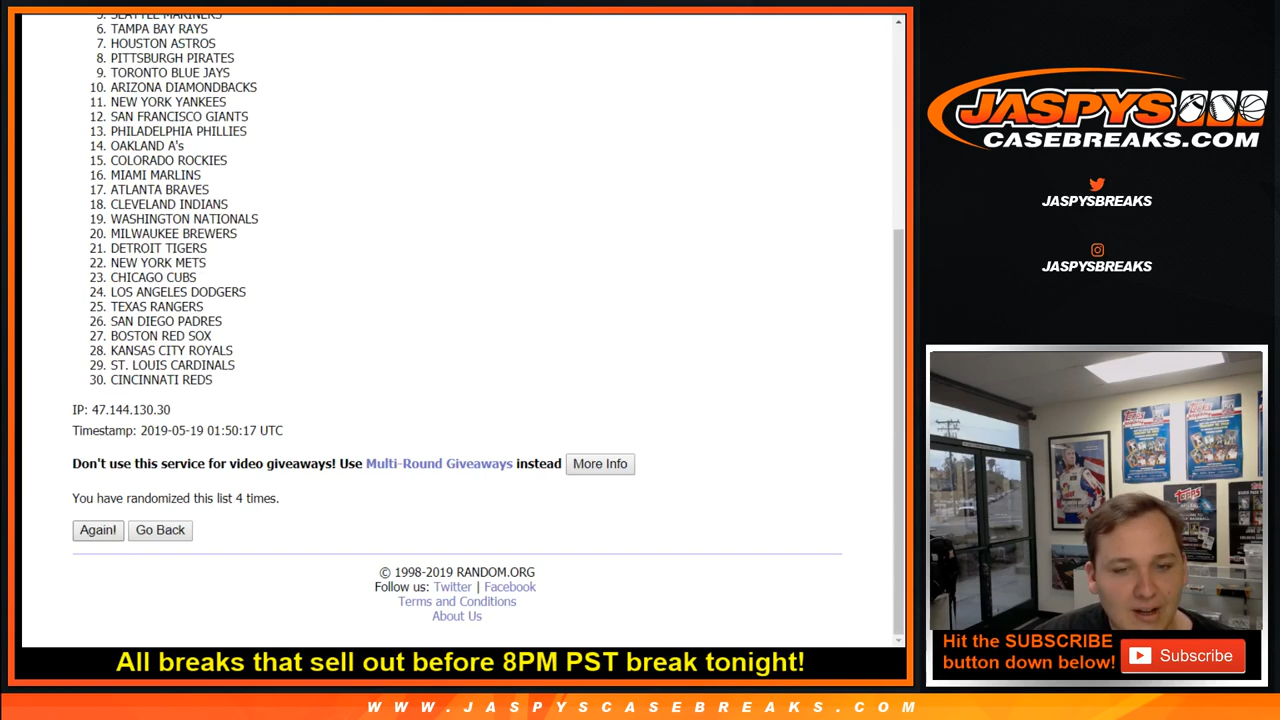 5. SEATTLE MARINERS
6. TAMPA BAY RAYS
7. HOUSTON ASTROS
8. PITTSBURGH PIRATES
9. TORONTO BLUE JAYS
10. ARIZONA DIAMONDBACKS
11. NEW YORK YANKEES
12. SAN FRANCISCO GIANTS
13. PHILADELPHIA PHILLIES
14. OAKLAND A's
15. COLORADO ROCKIES
16. MIAMI MARLINS
17. ATLANTA BRAVES
18. CLEVELAND INDIANS
19. WASHINGTON NATIONALS
20. MILWAUKEE BREWERS
21. DETROIT TIGERS
22. NEW YORK METS
23. CHICAGO CUBS
24. LOS ANGELES DODGERS
25. TEXAS RANGERS
26. SAN DIEGO PADRES
27. BOSTON RED SOX
28. KANSAS CITY ROYALS
29. ST. LOUIS CARDINALS
30. CINCINNATI REDS
IP: 47.144.130.30
Timestamp: 2019-05-19 01:50:17 UTC
Don't use this service for video giveaways! Use Multi-Round Giveaways instead More Info
You have randomized this list 4 times.
Again! Go Back
© 1998-2019 RANDOM.ORG
Follow us: Twitter | Facebook
Terms and Conditions
About Us
All breaks that sell out before 8PM PST break tonight!
JASPYS
CASEBREAKS.COM
JASPYSBREAKS
JASPYSBREAKS
Topps
Topps
Topps
Hit the SUBSCRIBE
button down below!
Subscribe
WWW.JASPYSCASEBREAKS.COM